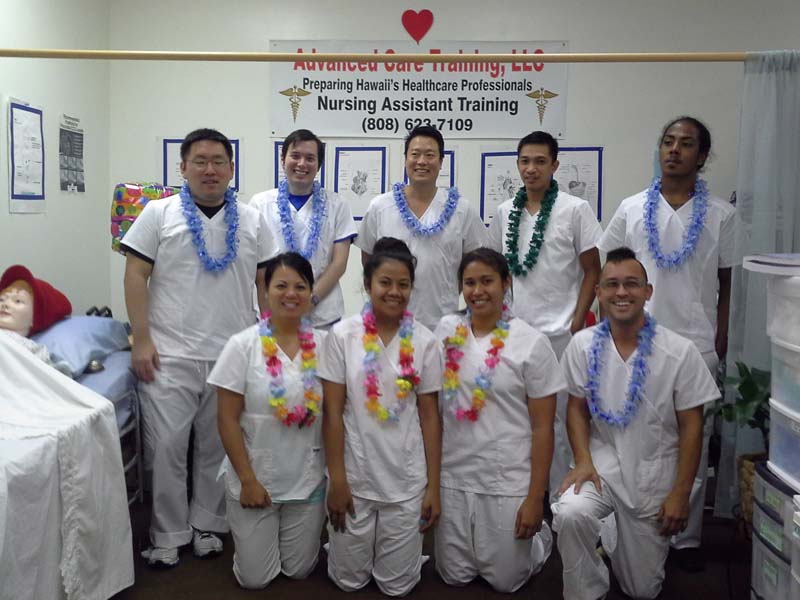 Advanced Care Training, LLC
Preparing Hawaii's Healthcare Professionals
Nursing Assistant Training
(808) 623-7109